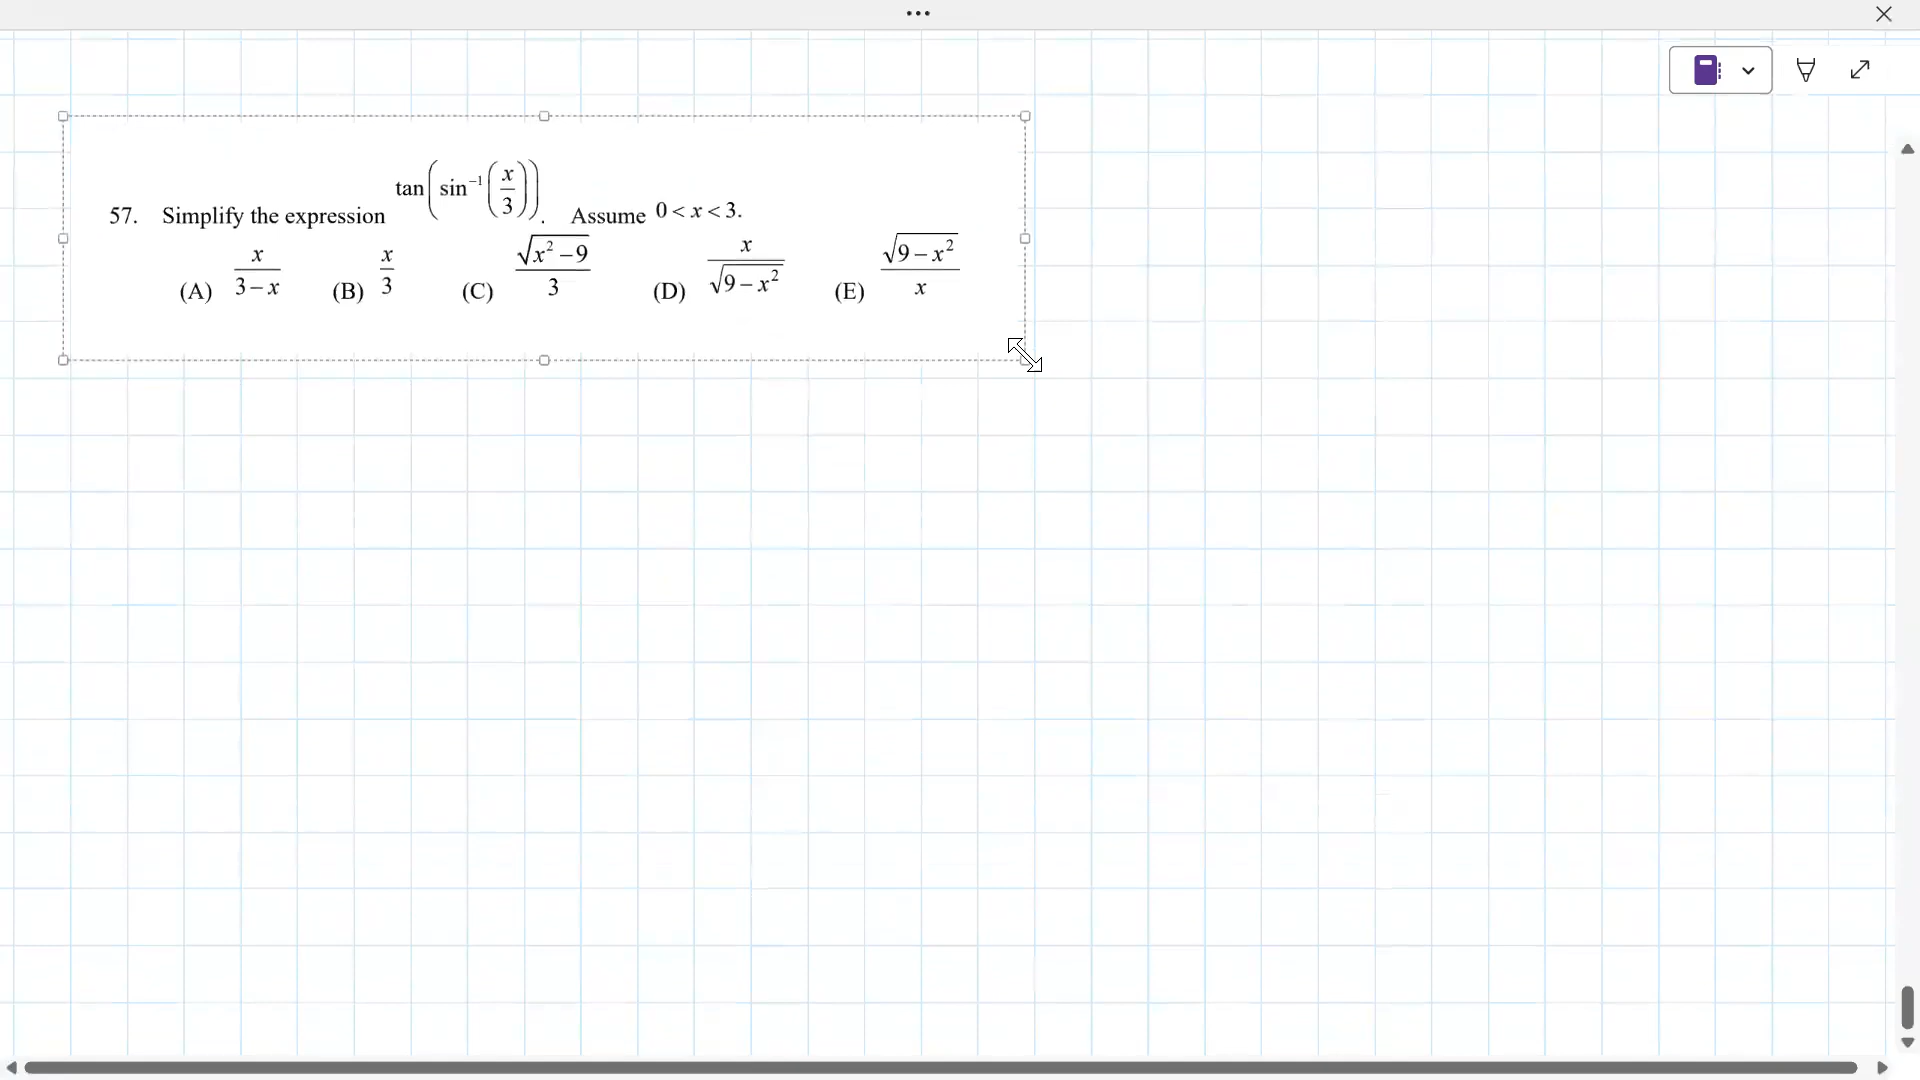 57. Simplify the expression tan(sin⁻¹(x/3)). Assume 0 < x < 3.
(A) x/(3 − x) (B) x/3 (C) √(x² − 9)/3 (D) x/√(9 − x²) (E) √(9 − x²)/x